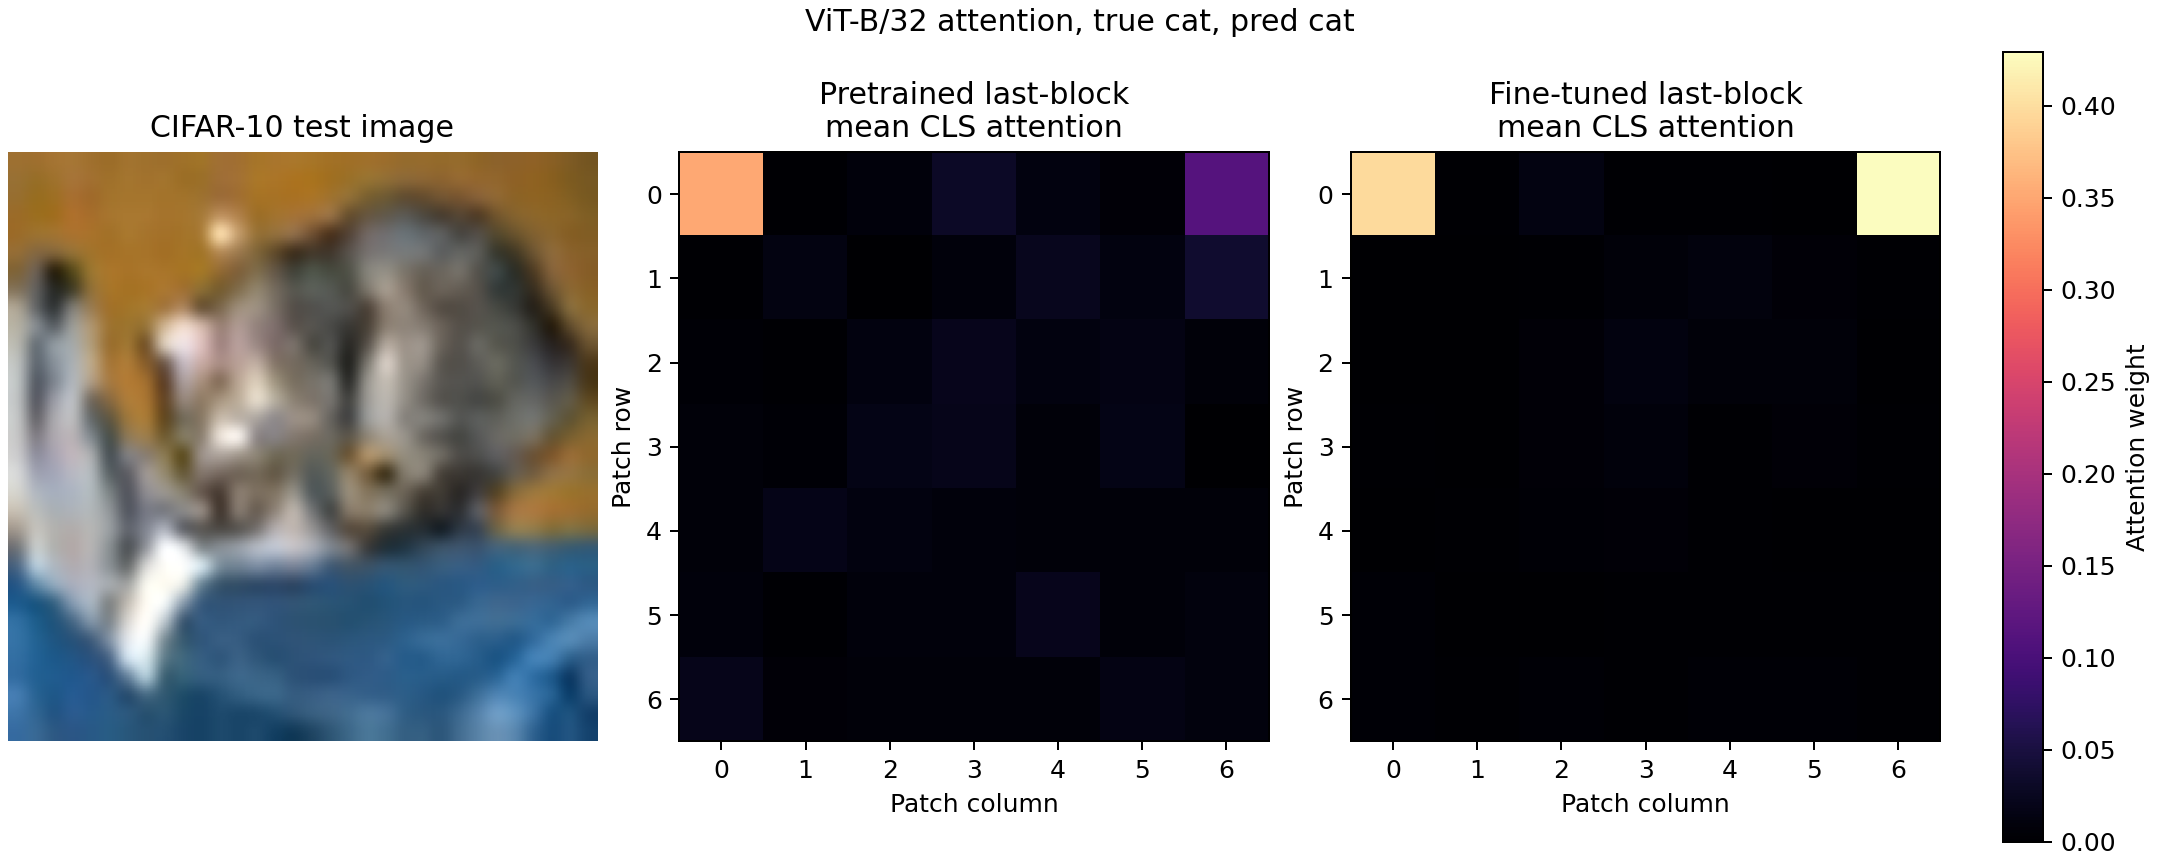 ViT-B/32 attention, true cat, pred cat
CIFAR-10 test image
Pretrained last-block
mean CLS attention
Fine-tuned last-block
mean CLS attention
Patch row
0
1
2
3
4
5
6
0 1 2 3 4 5 6
Patch column
Patch row
0
1
2
3
4
5
6
0 1 2 3 4 5 6
Patch column
0.40
0.35
0.30
0.25
0.20
0.15
0.10
0.05
0.00
Attention weight